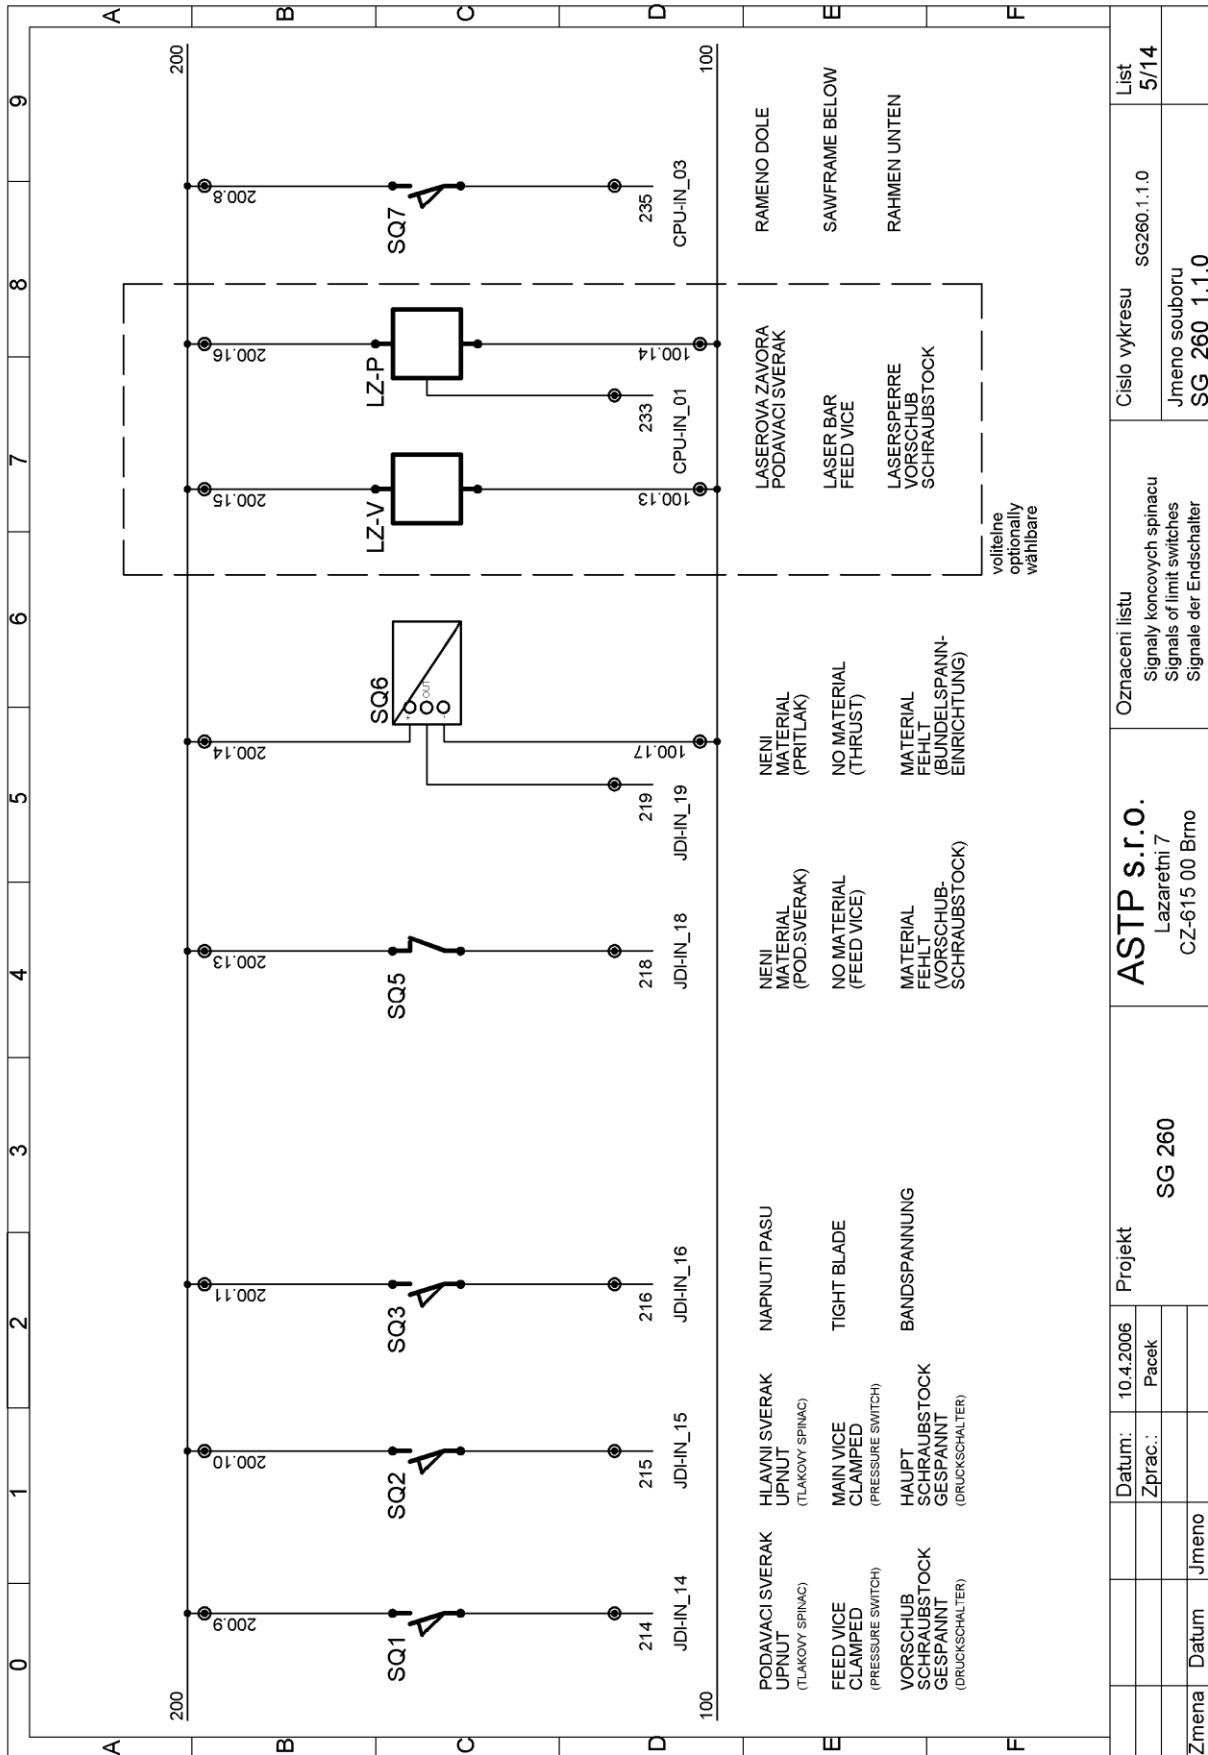 0 1 2 3 4 5 6 7 8 9
A
B
C
D
E
F
A
B
C
D
E
F
200
200
100
100
200.9
SQ1
214
JDI-IN_14
PODAVACI SVERAK
UPNUT
(TLAKOVY SPINAC)
FEED VICE
CLAMPED
(PRESSURE SWITCH)
VORSCHUB
SCHRAUBSTOCK
GESPANNT
(DRUCKSCHALTER)
200.10
SQ2
215
JDI-IN_15
HLAVNI SVERAK
UPNUT
(TLAKOVY SPINAC)
MAIN VICE
CLAMPED
(PRESSURE SWITCH)
HAUPT
SCHRAUBSTOCK
GESPANNT
(DRUCKSCHALTER)
200.11
SQ3
216
JDI-IN_16
NAPNUTI PASU
TIGHT BLADE
BANDSPANNUNG
200.13
SQ5
218
JDI-IN_18
NENI
MATERIAL
(POD.SVERAK)
NO MATERIAL
(FEED VICE)
MATERIAL
FEHLT
(VORSCHUB-
SCHRAUBSTOCK)
200.14
SQ6
+
OUT
-
100.17
219
JDI-IN_19
NENI
MATERIAL
(PRITLAK)
NO MATERIAL
(THRUST)
MATERIAL
FEHLT
(BUNDELSPANN-
EINRICHTUNG)
200.15
LZ-V
100.13
200.16
LZ-P
100.14
233
CPU-IN_01
LASEROVA ZAVORA
PODAVACI SVERAK
LASER BAR
FEED VICE
LASERSPERRE
VORSCHUB
SCHRAUBSTOCK
volitelne
optionally
wählbare
200.8
SQ7
235
CPU-IN_03
RAMENO DOLE
SAWFRAME BELOW
RAHMEN UNTEN
Zmena
Datum
Jmeno
Datum:
10.4.2006
Zprac.:
Pacek
Projekt
SG 260
ASTP s.r.o.
Lazaretni 7
CZ-615 00 Brno
Oznaceni listu
Signaly koncovych spinacu
Signals of limit switches
Signale der Endschalter
Cislo vykresu
SG260.1.1.0
Jmeno souboru
SG_260_1.1.0
List
5/14